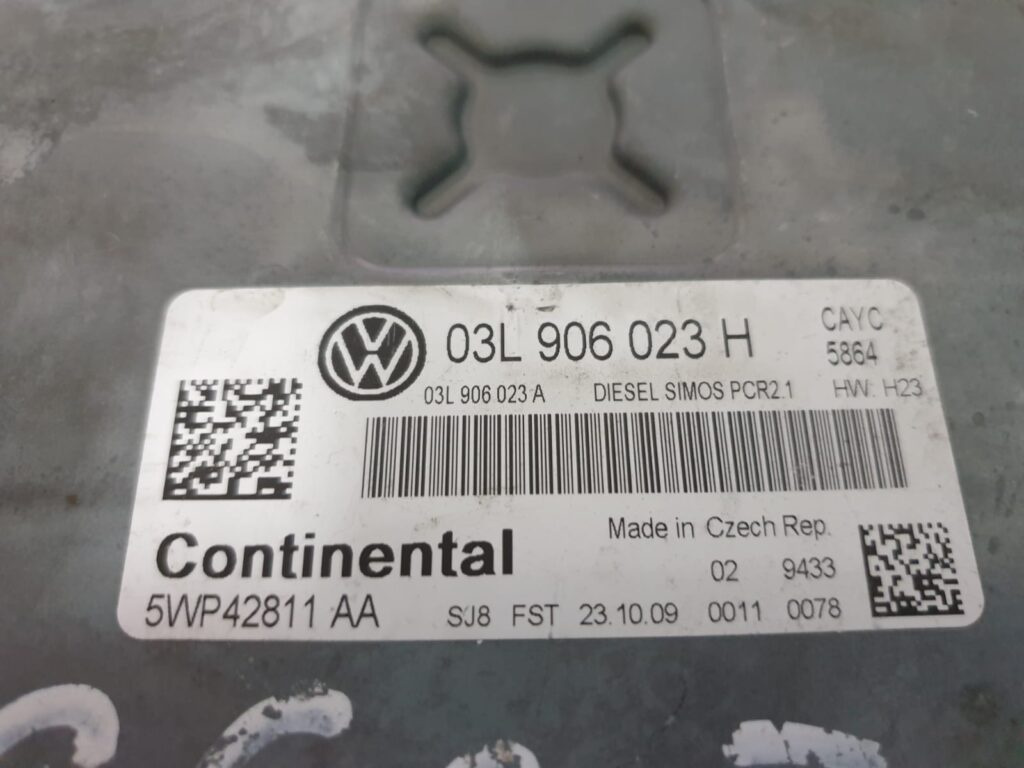 03L 906 023 H
CAYC
5864
03L 906 023 A DIESEL SIMOS PCR2.1 HW: H23
Continental
Made in Czech Rep.
02 9433
5WP42811 AA SJ8 FST 23.10.09 0011 0078